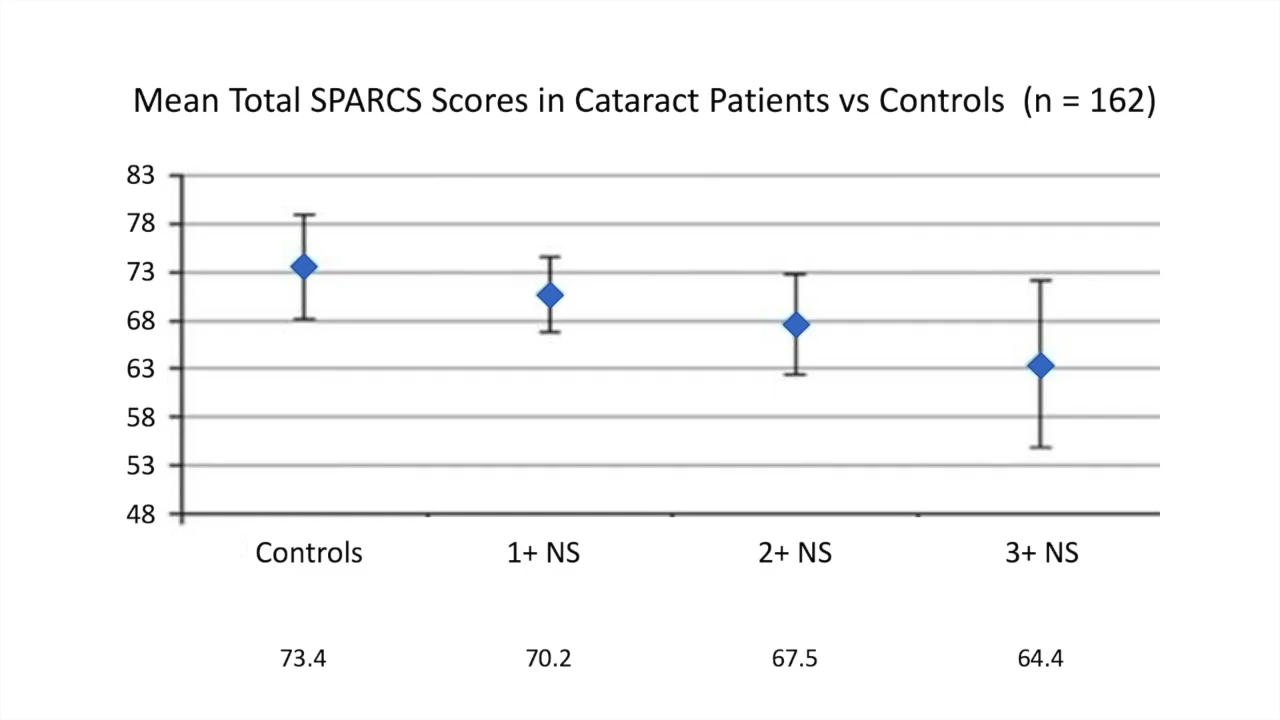 Mean Total SPARCS Scores in Cataract Patients vs Controls (n = 162)
83
78
73
68
63
58
53
48
Controls 1+ NS 2+ NS 3+ NS
73.4 70.2 67.5 64.4